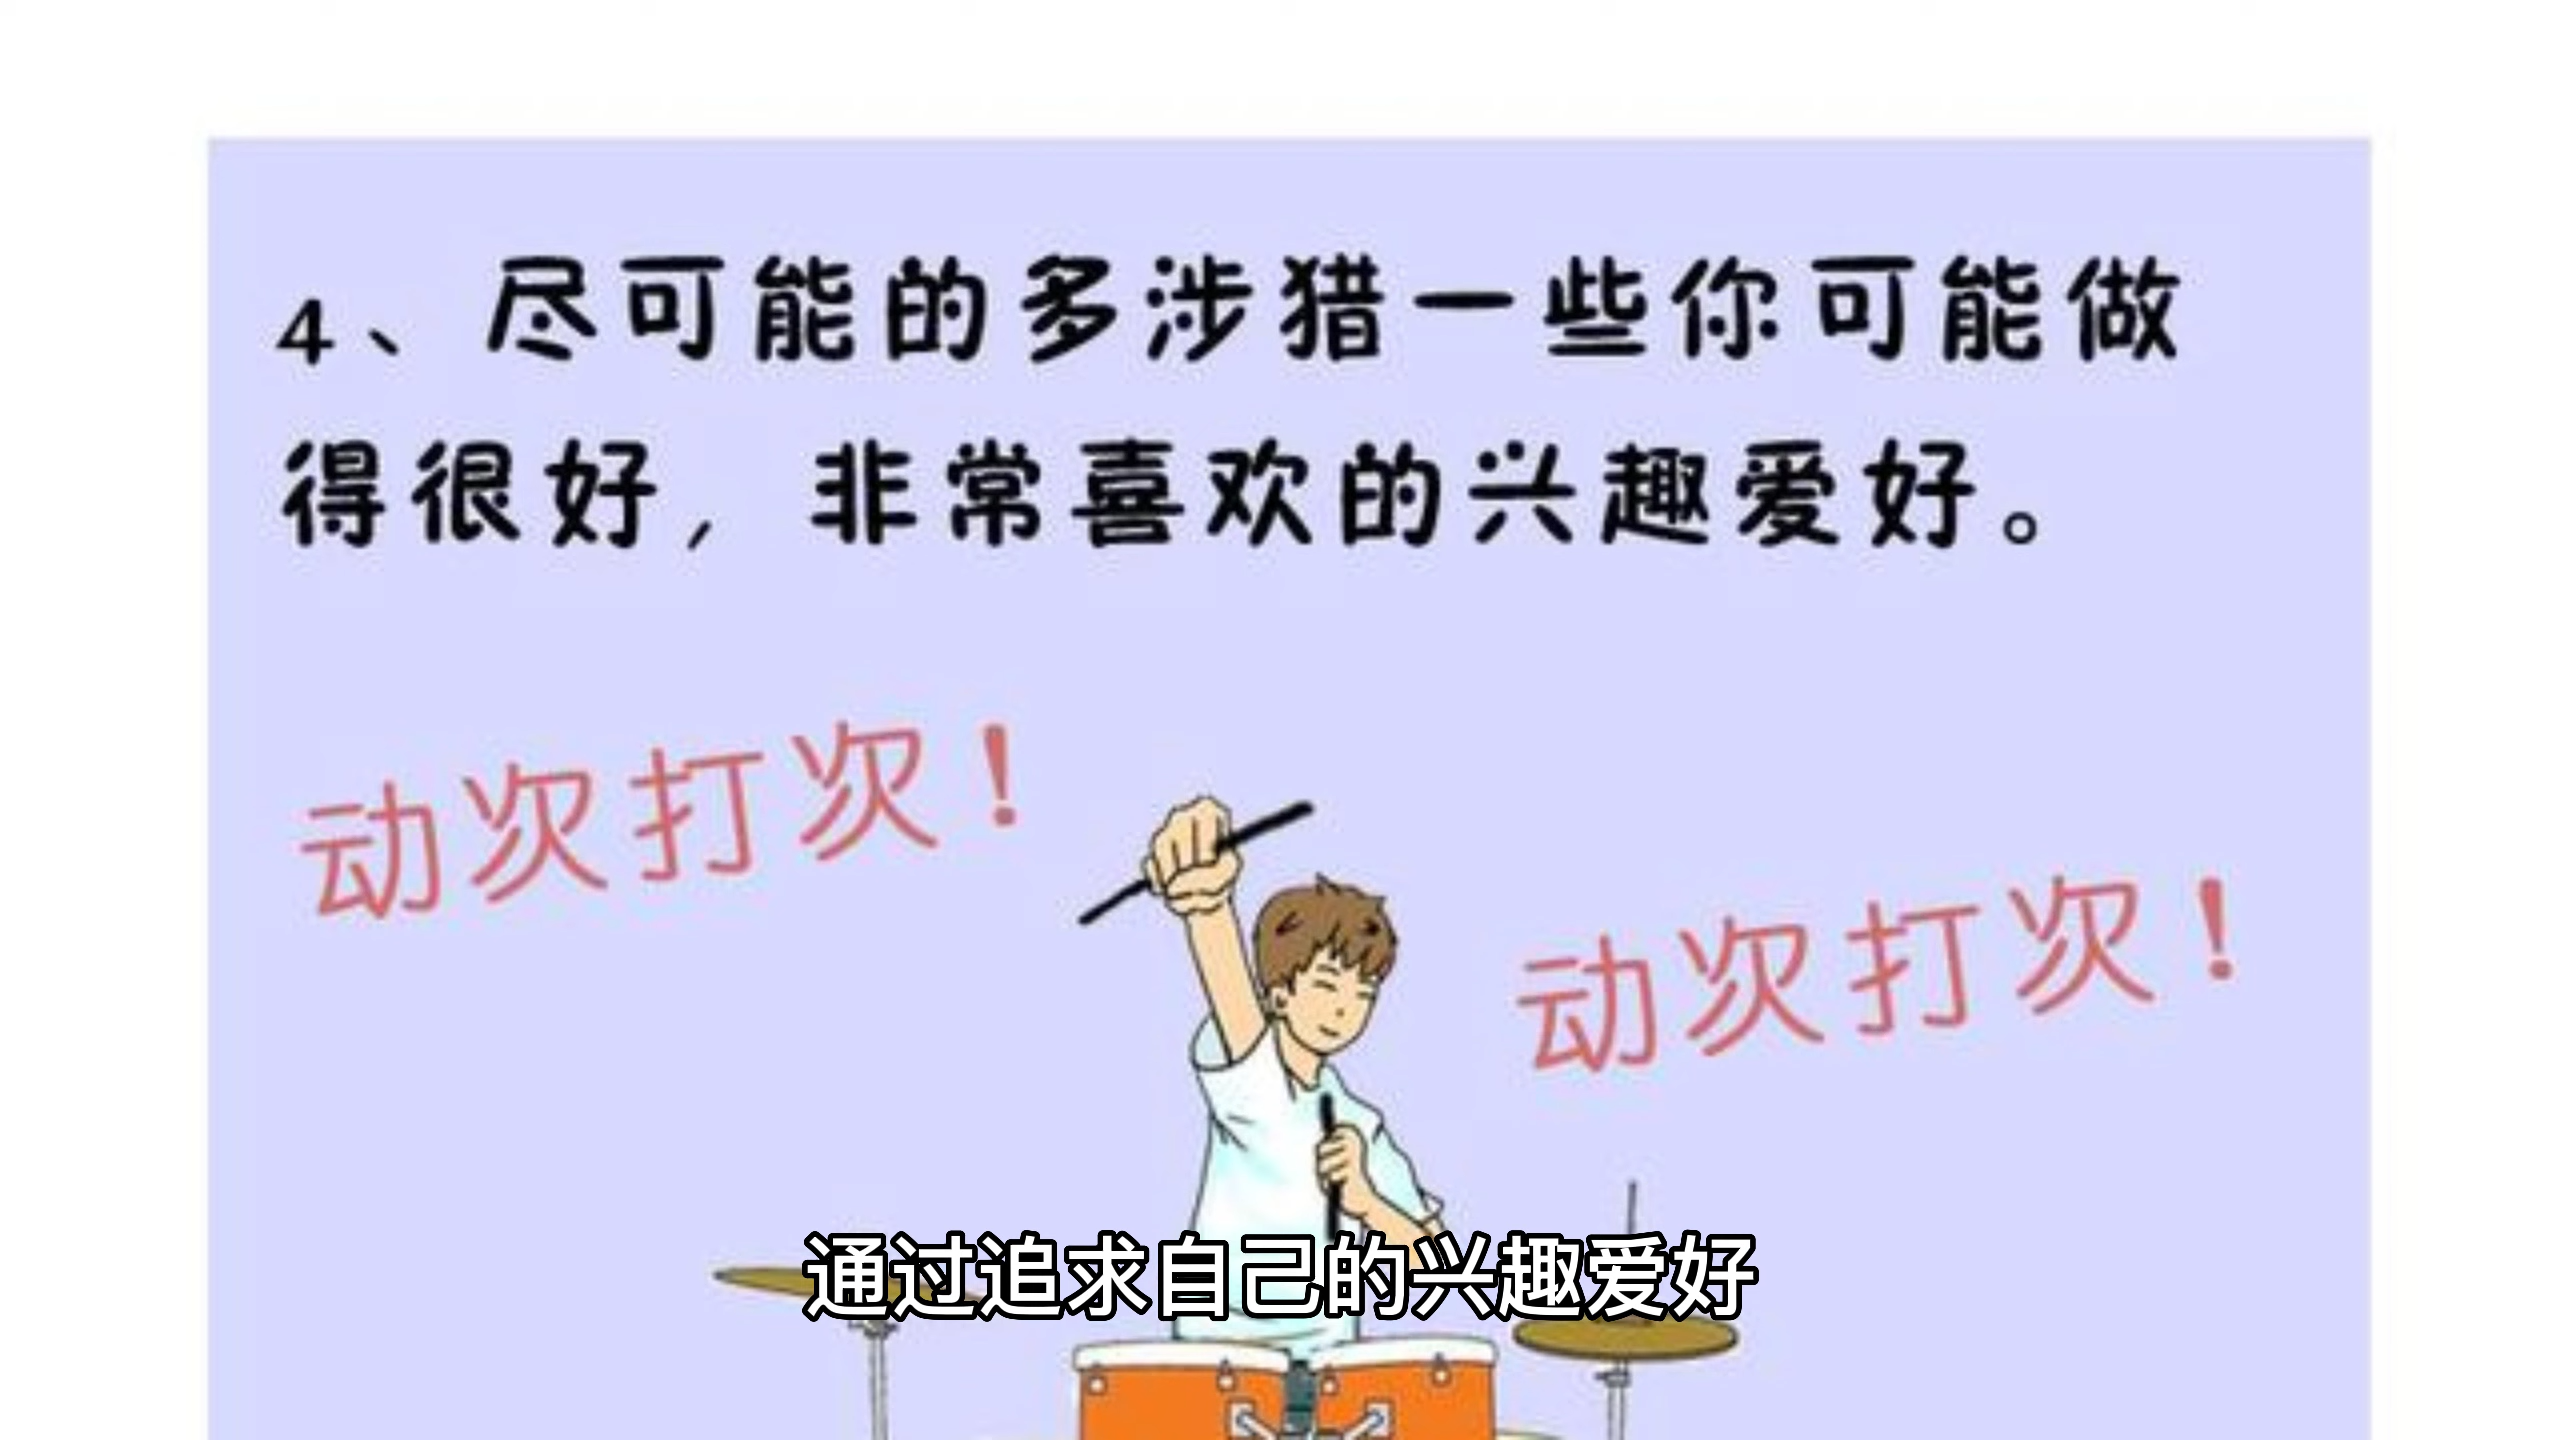 4、尽可能的多涉猎一些你可能做
得很好，非常喜欢的兴趣爱好。
动次打次！
动次打次！
通过追求自己的兴趣爱好